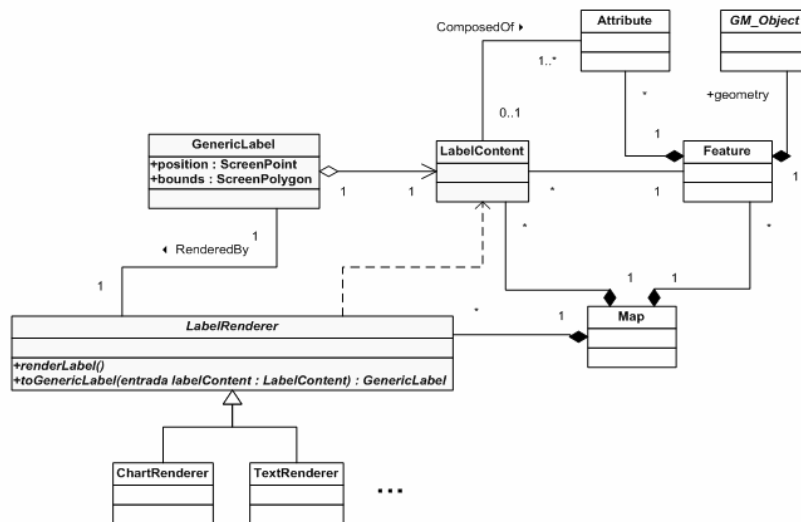 ComposedOf
Attribute
GM_Object
1..*
*
+geometry
0..1
1
1
GenericLabel
+position : ScreenPoint
+bounds : ScreenPolygon
LabelContent
Feature
1
1
*
1
1
RenderedBy
*
*
1
1
1
LabelRenderer
*
1
Map
+renderLabel()
+toGenericLabel(entrada labelContent : LabelContent) : GenericLabel
ChartRenderer
TextRenderer
...